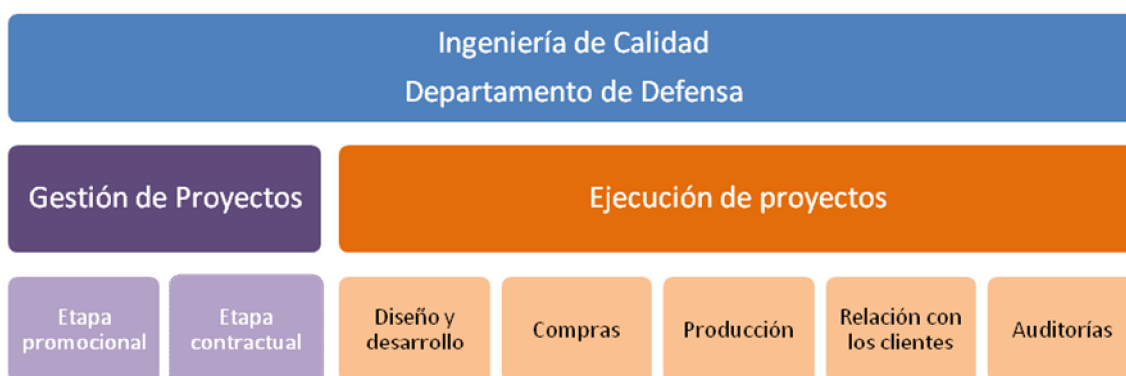 Ingeniería de Calidad
Departamento de Defensa
Gestión de Proyectos
Ejecución de proyectos
Etapa
promocional
Etapa
contractual
Diseño y
desarrollo
Compras
Producción
Relación con
los clientes
Auditorías